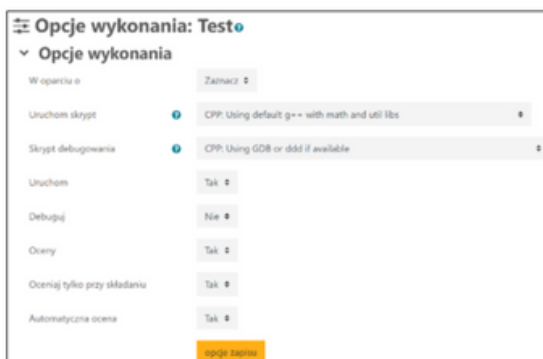 Opcje wykonania: Test
Opcje wykonania
W oparciu o Zaznacz
Uruchom skrypt CPP: Using default g++ with math and util libs
Skrypt debugowania CPP: Using GDB or ddd if available
Uruchom Tak
Debuguj Nie
Oceny Tak
Oceniaj tylko przy składaniu Tak
Automatyczna ocena Tak
opcje zapisu